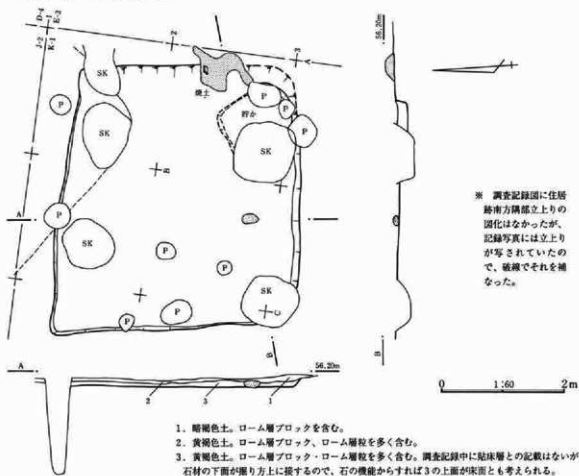 D-4
E-2
J-2
K-1
2
3
A
56.20m
SK
P
焼土
P
P
貯か
P
P
SK
SK
B
※ 調査記録図に住居
跡南方隅部立上りの
図化はなかったが、
記録写真には立上り
が写されていたの
で、破線でそれを補
なった。
A
P
SK
P
P
SK
P
P
C
B
B
A
56.20m
2
3
1
0
1:60
2m
1. 暗褐色土。ローム層ブロックを含む。
2. 黄褐色土。ローム層ブロック、ローム層粒を多く含む。
3. 黄褐色土。ローム層ブロック・ローム層粒を多く含む。調査記録中に貼床層との記載はないが
石材の下面が掘り方上に接するので、石の機能からすれば3の上面が床面とも考えられる。